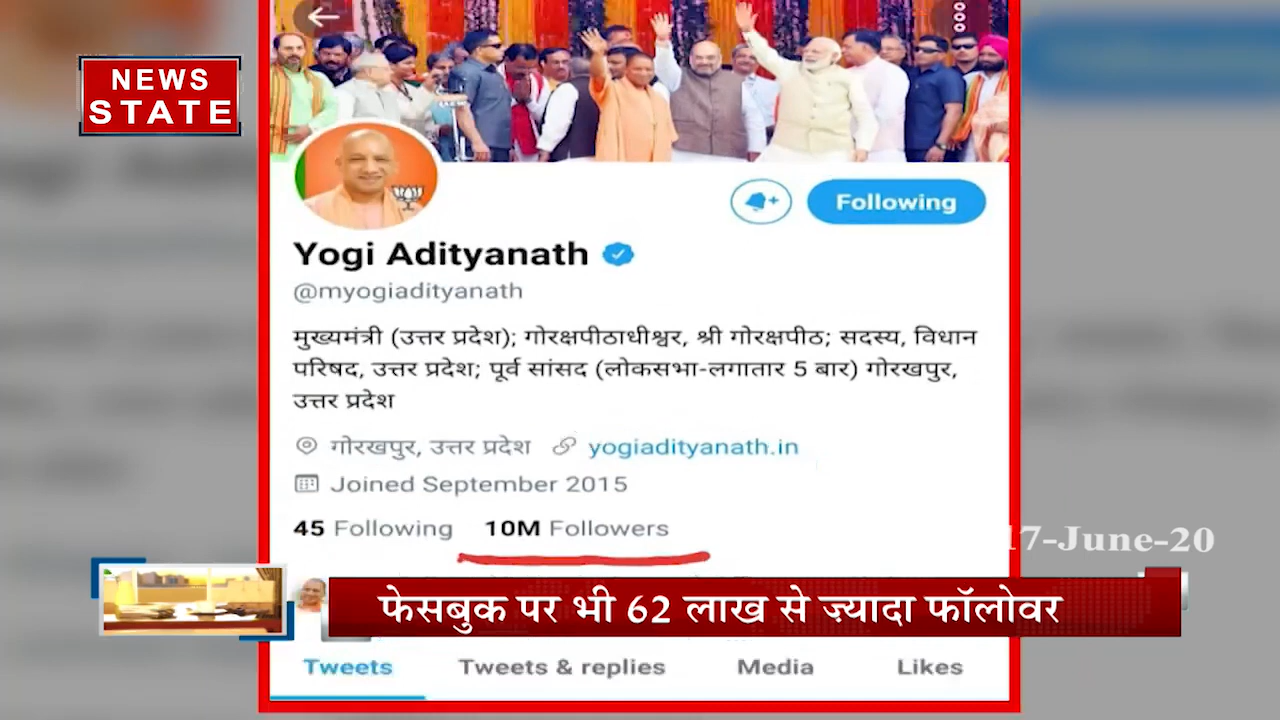 NEWS
STATE
Following
Yogi Adityanath
@myogiadityanath
मुख्यमंत्री (उत्तर प्रदेश); गोरक्षपीठाधीश्वर, श्री गोरक्षपीठ; सदस्य, विधान
परिषद, उत्तर प्रदेश; पूर्व सांसद (लोकसभा-लगातार 5 बार) गोरखपुर,
उत्तर प्रदेश
गोरखपुर, उत्तर प्रदेश yogiadityanath.in
Joined September 2015
45 Following 10M Followers
17-June-20
फेसबुक पर भी 62 लाख से ज़्यादा फॉलोवर
Tweets Tweets & replies Media Likes